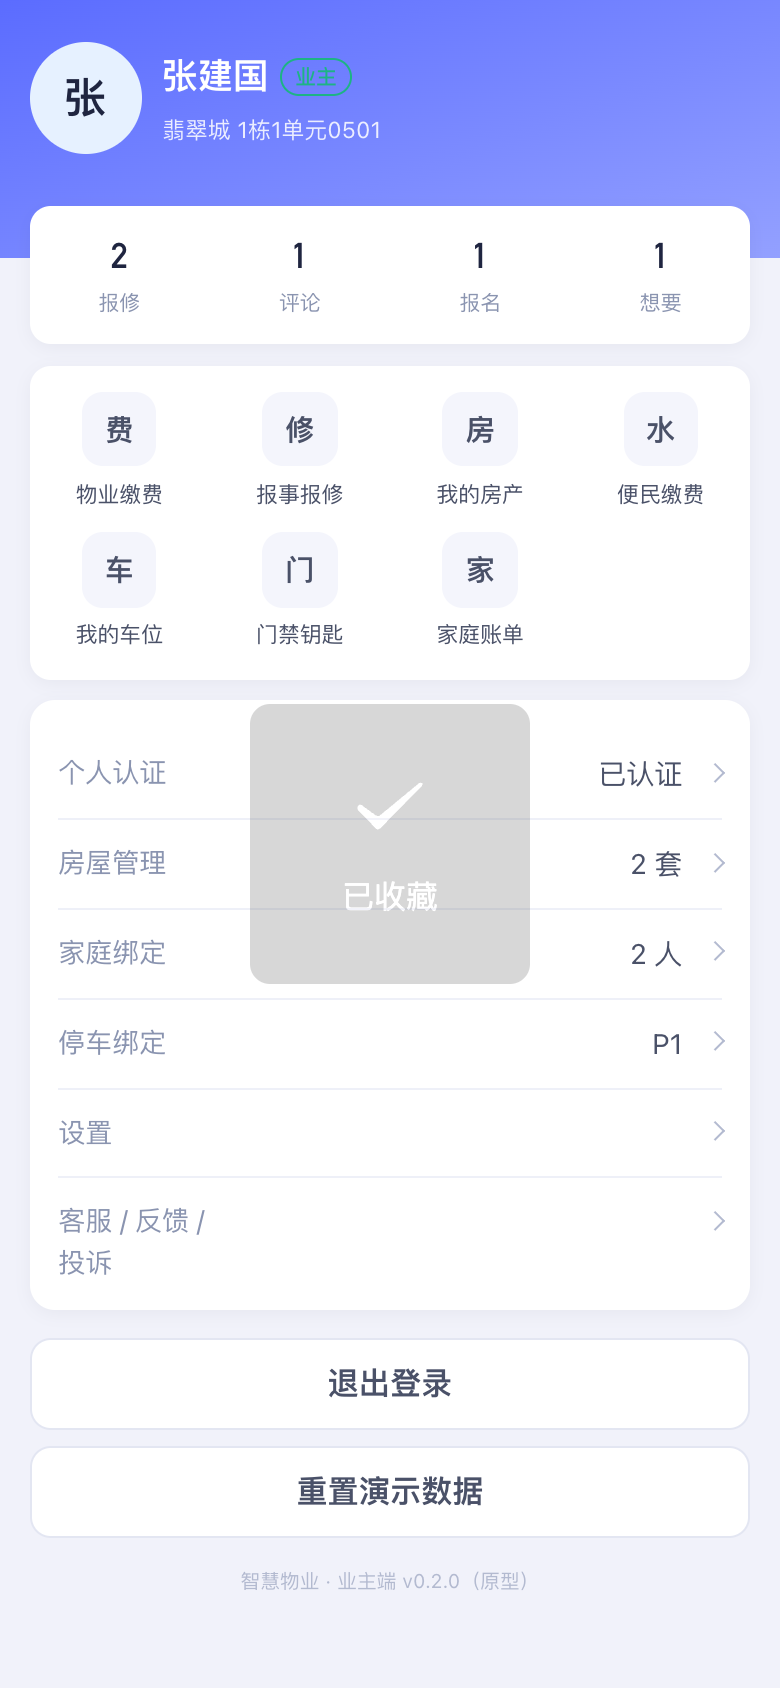 张
张建国 业主
翡翠城 1栋1单元0501
2 1 1 1
报修 评论 报名 想要
费 修 房 水
物业缴费 报事报修 我的房产 便民缴费
车 门 家
我的车位 门禁钥匙 家庭账单
个人认证 已认证
房屋管理 2 套
已收藏
家庭绑定 2 人
停车绑定 P1
设置
客服 / 反馈 /
投诉
退出登录
重置演示数据
智慧物业 · 业主端 v0.2.0（原型）